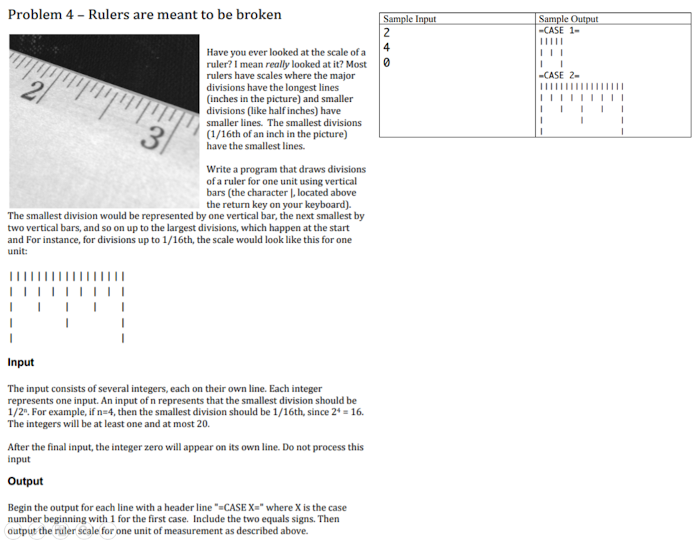 Problem 4 – Rulers are meant to be broken
2
3
Have you ever looked at the scale of a
ruler? I mean really looked at it? Most
rulers have scales where the major
divisions have the longest lines
(inches in the picture) and smaller
divisions (like half inches) have
smaller lines. The smallest divisions
(1/16th of an inch in the picture)
have the smallest lines.
Write a program that draws divisions
of a ruler for one unit using vertical
bars (the character |, located above
the return key on your keyboard).
The smallest division would be represented by one vertical bar, the next smallest by
two vertical bars, and so on up to the largest divisions, which happen at the start
and For instance, for divisions up to 1/16th, the scale would look like this for one
unit:
|||||||||||||||||
| | | | | | | | |
|   |   |   |   |
|       |       |
|               |
Input
The input consists of several integers, each on their own line. Each integer
represents one input. An input of n represents that the smallest division should be
1/2ⁿ. For example, if n=4, then the smallest division should be 1/16th, since 2⁴ = 16.
The integers will be at least one and at most 20.
After the final input, the integer zero will appear on its own line. Do not process this
input
Output
Begin the output for each line with a header line "=CASE X=" where X is the case
number beginning with 1 for the first case. Include the two equals signs. Then
output the ruler scale for one unit of measurement as described above.
Sample Input
2
4
0
Sample Output
=CASE 1=
|||||
| | |
|   |
=CASE 2=
|||||||||||||||||
| | | | | | | | |
|   |   |   |   |
|       |       |
|               |